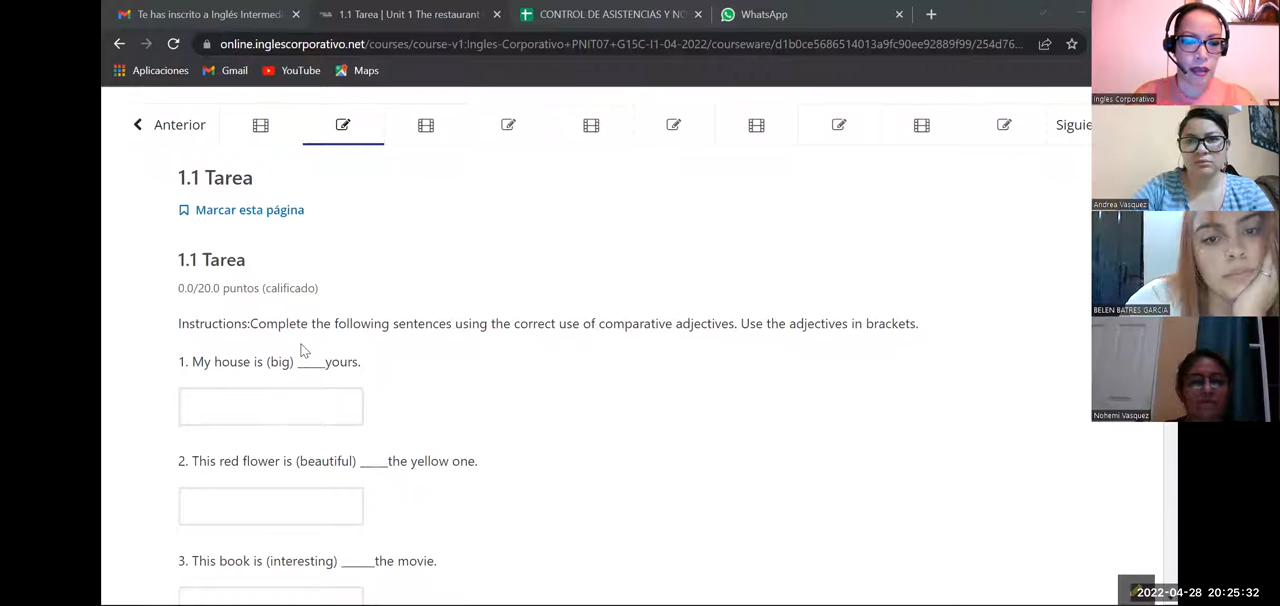 Te has inscrito a Inglés Intermedi
1.1 Tarea | Unit 1 The restaurant
CONTROL DE ASISTENCIAS Y NO
WhatsApp
online.inglescorporativo.net/courses/course-v1:Ingles-Corporativo+PNIT07+G15C-I1-04-2022/courseware/d1b0ce5686514013a9fc90ee92889f99/254d76...
Aplicaciones
Gmail
YouTube
Maps
Ingles Corporativo
Anterior
Siguie
1.1 Tarea
Andrea Vasquez
Marcar esta página
1.1 Tarea
0.0/20.0 puntos (calificado)
BELEN BATRES GARCIA
Instructions:Complete the following sentences using the correct use of comparative adjectives. Use the adjectives in brackets.
1. My house is (big) _____yours.
Nohemi Vasquez
2. This red flower is (beautiful) _____the yellow one.
3. This book is (interesting) ______the movie.
2022-04-28 20:25:32